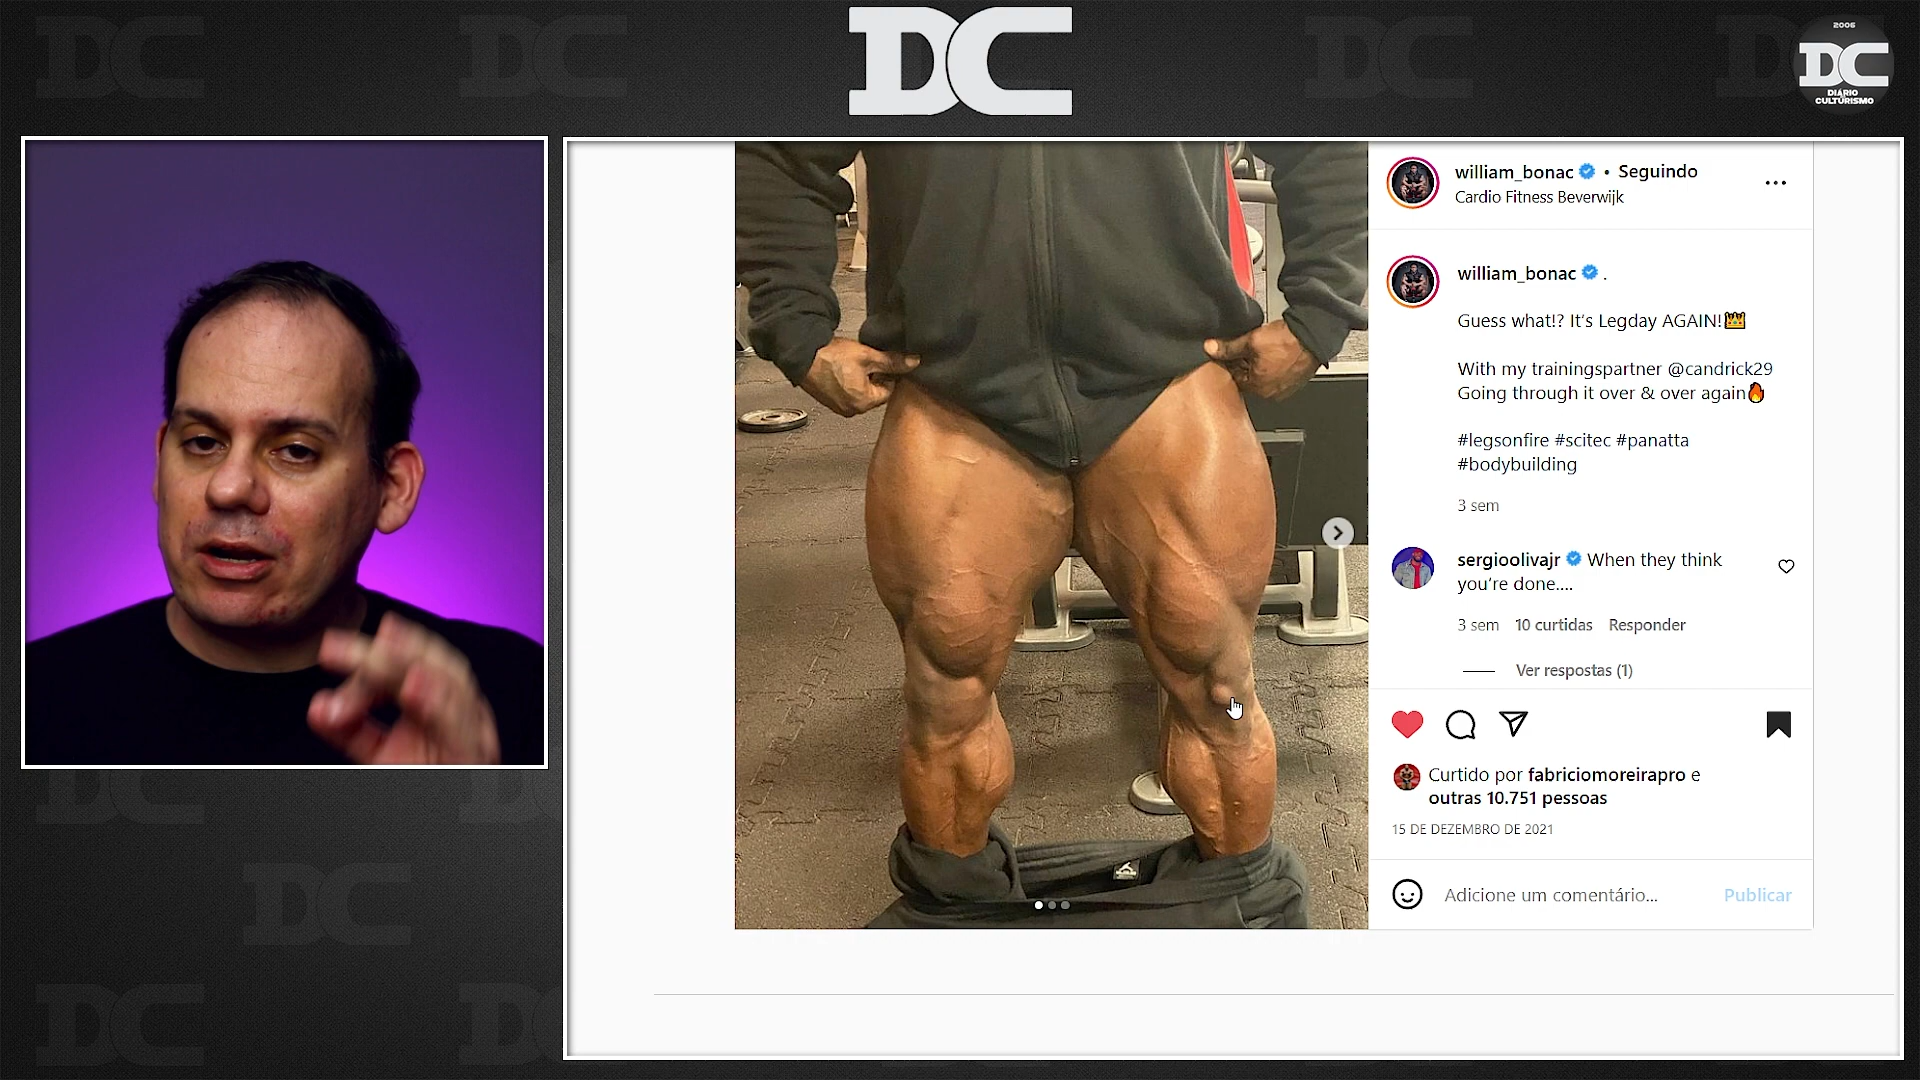 DC
2006
DC
DIÁRIO
CULTURISMO
william_bonac • Seguindo
Cardio Fitness Beverwijk
william_bonac .
Guess what!? It's Legday AGAIN!
With my trainingspartner @candrick29
Going through it over & over again
#legsonfire #scitec #panatta
#bodybuilding
3 sem
sergioolivajr When they think
you're done....
3 sem 10 curtidas Responder
Ver respostas (1)
Curtido por fabriciomoreirapro e
outras 10.751 pessoas
15 DE DEZEMBRO DE 2021
Adicione um comentário... Publicar